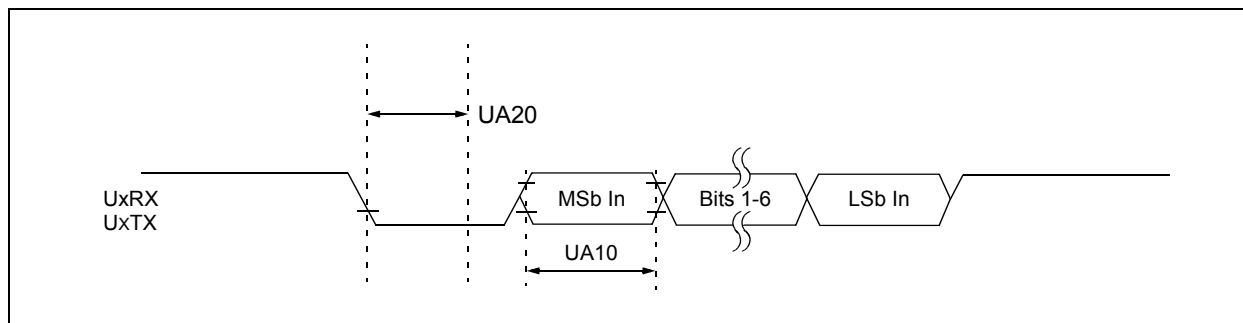 UA20
UxRX
UxTX
MSb In
Bits 1-6
LSb In
UA10